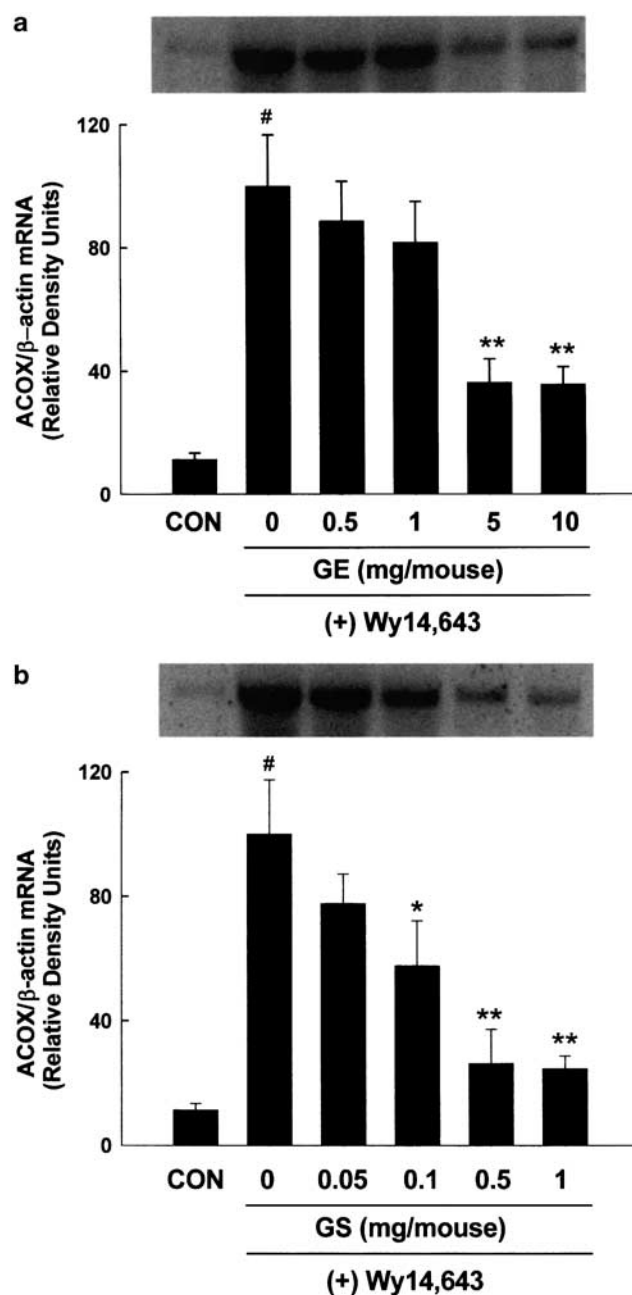 a
120
#
80
40
0
**
**
ACOX/β-actin mRNA
(Relative Density Units)
CON 0 0.5 1 5 10
GE (mg/mouse)
(+) Wy14,643
b
120
#
80
40
0
*
**
**
ACOX/β-actin mRNA
(Relative Density Units)
CON 0 0.05 0.1 0.5 1
GS (mg/mouse)
(+) Wy14,643